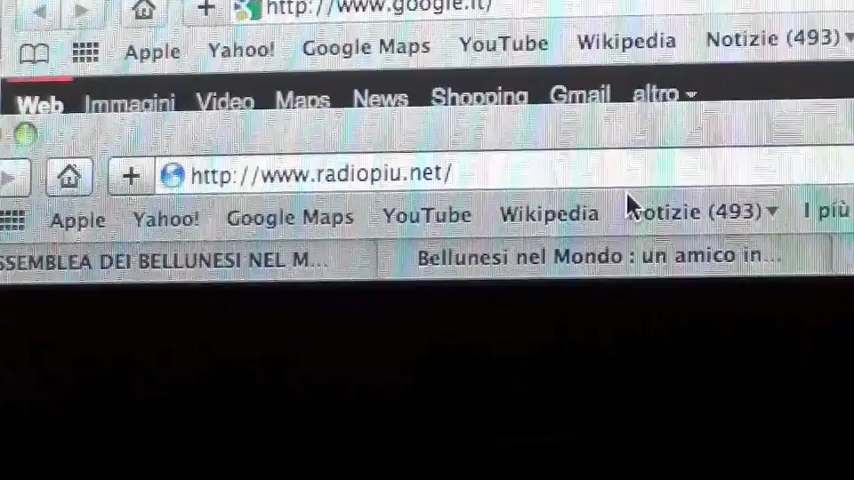 http://www.google.it/
Apple Yahoo! Google Maps YouTube Wikipedia Notizie (493)
Web Immagini Video Maps News Shopping Gmail altro
http://www.radiopiu.net/
Apple Yahoo! Google Maps YouTube Wikipedia Notizie (493) I più
SSEMBLEA DEI BELLUNESI NEL M... Bellunesi nel Mondo : un amico in...